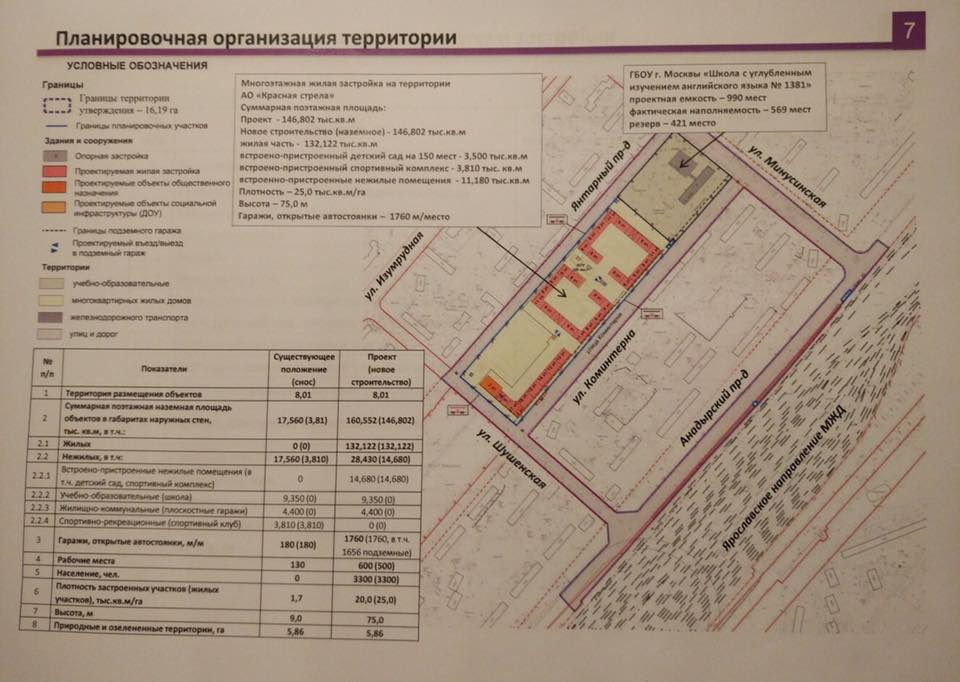 Планировочная организация территории
7
УСЛОВНЫЕ ОБОЗНАЧЕНИЯ
Границы
Границы территории
утверждения – 16,19 га
Границы планировочных участков
Здания и сооружения
Опорная застройка
Проектируемая жилая застройка
Проектируемые объекты общественного
назначения
Проектируемые объекты социальной
инфраструктуры (ДОУ)
Границы подземного гаража
Проектируемый въезд/выезд
в подземный гараж
Территории
учебно-образовательные
многоквартирных жилых домов
железнодорожного транспорта
улиц и дорог
Многоэтажная жилая застройка на территории
АО «Красная стрела»
Суммарная поэтажная площадь:
Проект - 146,802 тыс.кв.м
Новое строительство (наземное) - 146,802 тыс.кв.м
жилая часть - 132,122 тыс.кв.м
встроено-пристроенный детский сад на 150 мест - 3,500 тыс.кв.м
встроено-пристроенный спортивный комплекс - 3,810 тыс. кв.м
встроенно-пристроенные нежилые помещения - 11,180 тыс.кв.м
Плотность – 25,0 тыс.кв.м/га
Высота – 75,0 м
Гаражи, открытые автостоянки – 1760 м/место
ГБОУ г. Москвы «Школа с углубленным
изучением английского языка № 1381»
проектная емкость – 990 мест
фактическая наполняемость – 569 мест
резерв – 421 место
ул. Минусинская
Янтарный пр-д
ул. Изумрудная
улица Коминтерна
ул. Коминтерна
Анадырский пр-д
ул. Шушенская
Ярославское направление МЖД
№ п/п Показатели Существующее положение (снос) Проект (новое строительство)
1 Территория размещения объектов 8,01 8,01
2 Суммарная поэтажная наземная площадь объектов в габаритах наружных стен, тыс. кв.м, в т.ч.: 17,560 (3,81) 160,552 (146,802)
2.1 Жилых 0 (0) 132,122 (132,122)
2.2 Нежилых, в т.ч: 17,560 (3,810) 28,430 (14,680)
2.2.1 Встроено-пристроенные нежилые помещения (в т.ч. детский сад, спортивный комплекс) 0 14,680 (14,680)
2.2.2 Учебно-образовательные (школа) 9,350 (0) 9,350 (0)
2.2.3 Жилищно-коммунальные (плоскостные гаражи) 4,400 (0) 4,400 (0)
2.2.4 Спортивно-рекреационные (спортивный клуб) 3,810 (3,810) 0 (0)
3 Гаражи, открытые автостоянки, м/м 180 (180) 1760 (1760, в т.ч. 1656 подземные)
4 Рабочие места 130 600 (500)
5 Население, чел. 0 3300 (3300)
6 Плотность застроенных участков (жилых участков), тыс.кв.м/га 1,7 20,0 (25,0)
7 Высота, м 9,0 75,0
8 Природные и озелененные территории, га 5,86 5,86